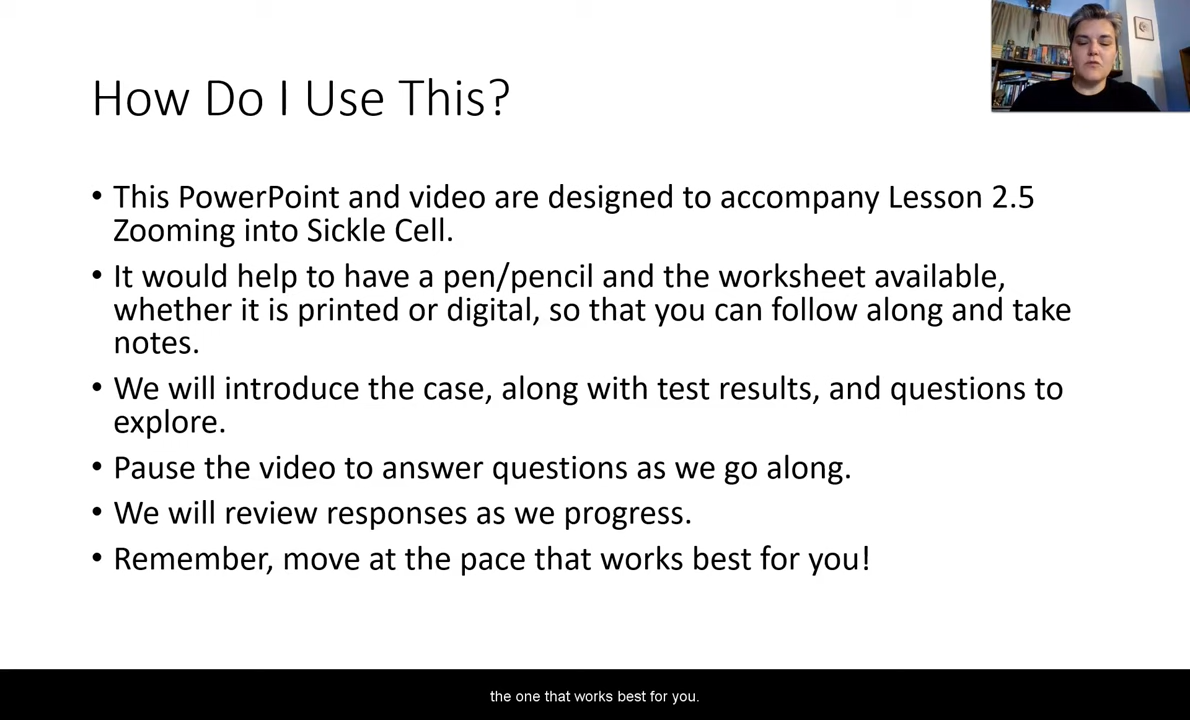 How Do I Use This?
• This PowerPoint and video are designed to accompany Lesson 2.5
Zooming into Sickle Cell.
• It would help to have a pen/pencil and the worksheet available,
whether it is printed or digital, so that you can follow along and take
notes.
• We will introduce the case, along with test results, and questions to
explore.
• Pause the video to answer questions as we go along.
• We will review responses as we progress.
• Remember, move at the pace that works best for you!
the one that works best for you.